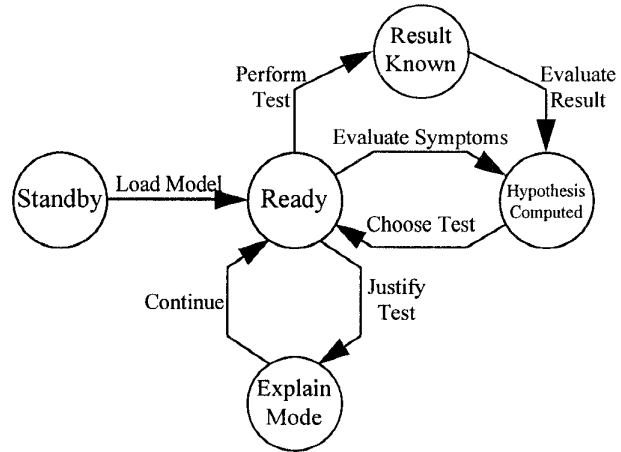 Result
Known
Perform
Test
Evaluate
Result
Evaluate Symptoms
Standby
Load Model
Ready
Hypothesis
Computed
Choose Test
Continue
Justify
Test
Explain
Mode